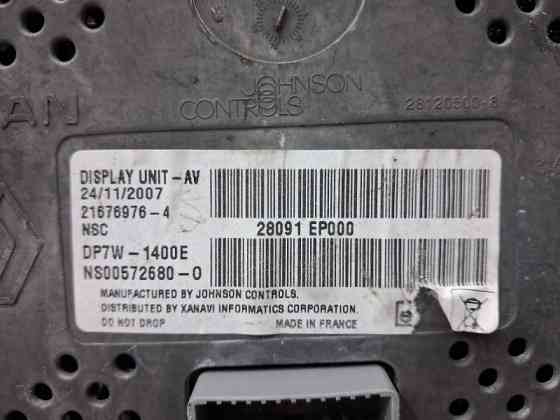 JOHNSON
CONTROLS
28120500-8
AN
DISPLAY UNIT-AV
24/11/2007
21676976-4
NSC
28091 EP000
DP7W-1400E
NS00572680-0
MANUFACTURED BY JOHNSON CONTROLS.
DISTRIBUTED BY XANAVI INFORMATICS CORPORATION.
DO NOT DROP
MADE IN FRANCE